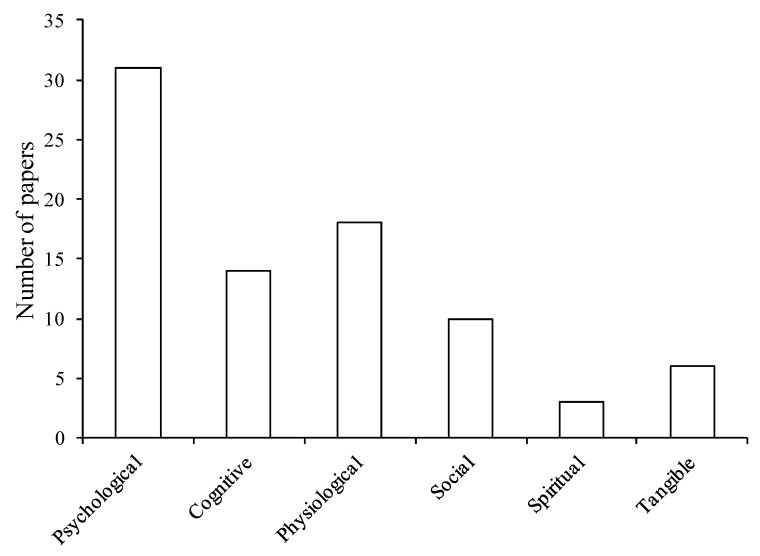 35
30
25
20
15
10
5
0
Number of papers
Psychological
Cognitive
Physiological
Social
Spiritual
Tangible